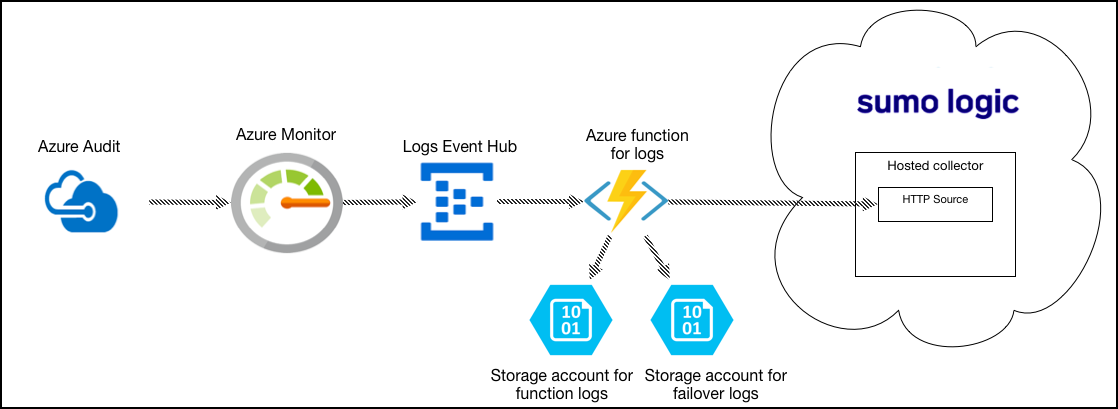 sumo logic
Azure Audit
Azure Monitor
Logs Event Hub
Azure function
for logs
Hosted collector
HTTP Source
10
01
10
01
Storage account for
function logs
Storage account for
failover logs